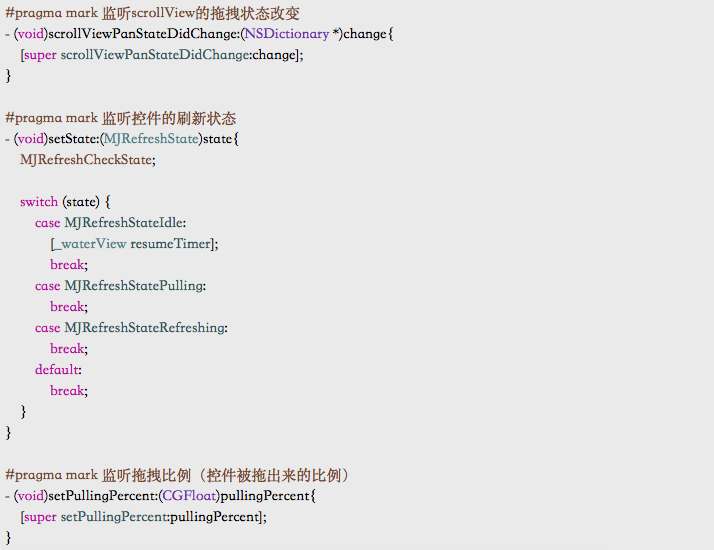 #pragma mark 监听scrollView的拖拽状态改变
- (void)scrollViewPanStateDidChange:(NSDictionary *)change{
[super scrollViewPanStateDidChange:change];
}
#pragma mark 监听控件的刷新状态
- (void)setState:(MJRefreshState)state{
MJRefreshCheckState;
switch (state) {
case MJRefreshStateIdle:
[_waterView resumeTimer];
break;
case MJRefreshStatePulling:
break;
case MJRefreshStateRefreshing:
break;
default:
break;
}
}
#pragma mark 监听拖拽比例（控件被拖出来的比例）
- (void)setPullingPercent:(CGFloat)pullingPercent{
[super setPullingPercent:pullingPercent];
}